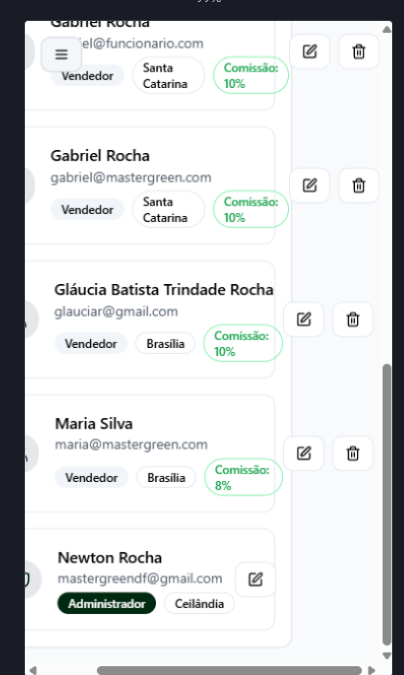 Gabriel Rocha
el@funcionario.com
Vendedor
Santa
Catarina
Comissão:
10%
Gabriel Rocha
gabriel@mastergreen.com
Vendedor
Santa
Catarina
Comissão:
10%
Gláucia Batista Trindade Rocha
glauciar@gmail.com
Vendedor
Brasília
Comissão:
10%
Maria Silva
maria@mastergreen.com
Vendedor
Brasília
Comissão:
8%
Newton Rocha
mastergreendf@gmail.com
Administrador
Ceilândia